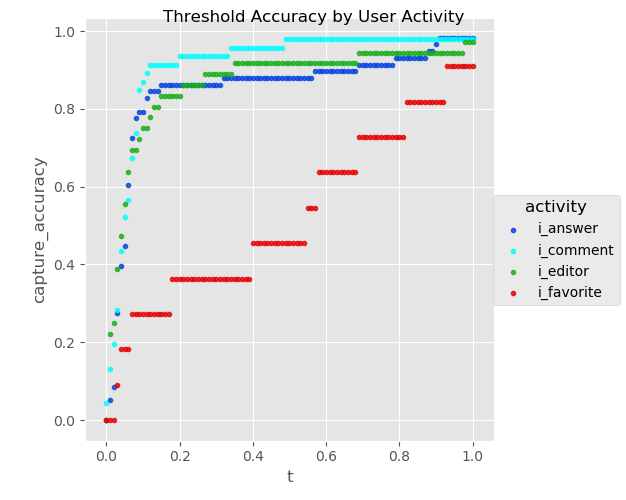 Threshold Accuracy by User Activity
1.0
0.8
0.6
0.4
0.2
0.0
capture_accuracy
0.0 0.2 0.4 0.6 0.8 1.0
t
activity
i_answer
i_comment
i_editor
i_favorite